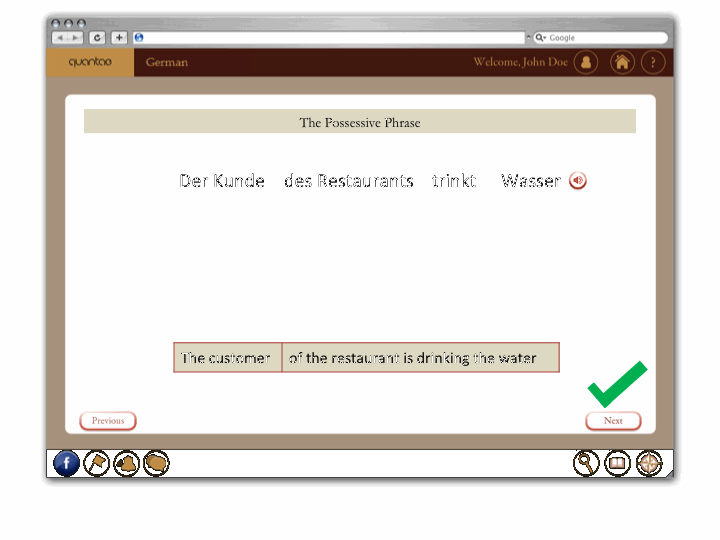 Google
quantao German Welcome, John Doe ?
The Possessive Phrase
Der Kunde des Restaurants trinkt Wasser
The customer of the restaurant is drinking the water
Previous Next
f